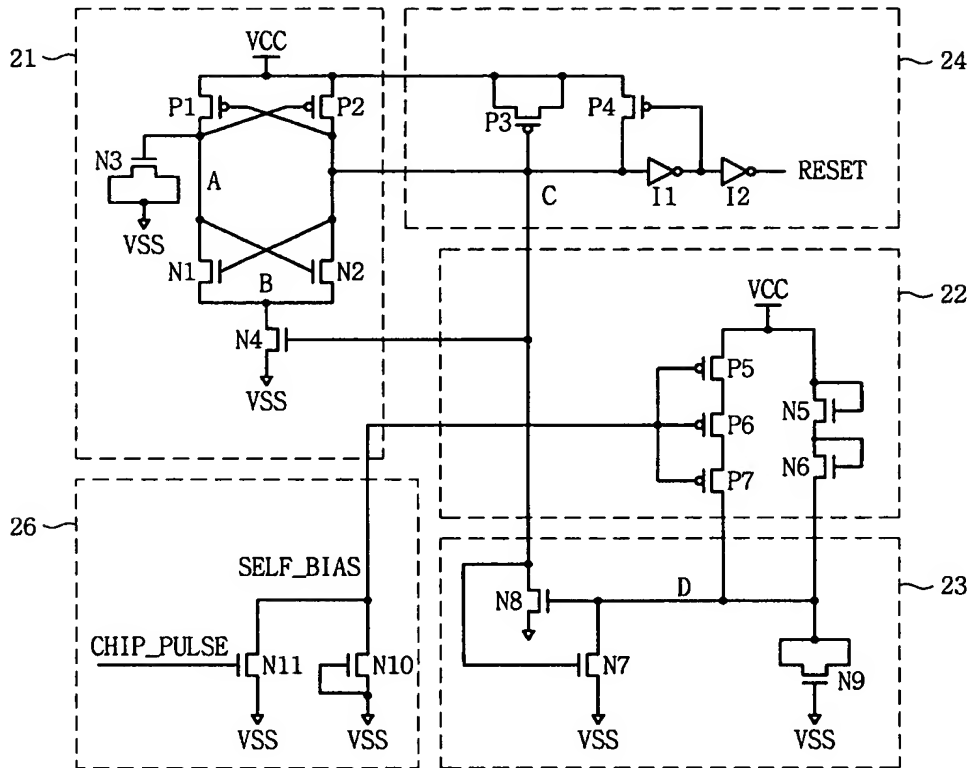 21
VCC
P1
P2
N3
A
VSS
N1
N2
B
N4
VSS
24
P3
P4
C
I1
I2
RESET
22
VCC
P5
N5
P6
N6
P7
26
SELF_BIAS
CHIP_PULSE
N11
N10
VSS
VSS
23
D
N8
N7
N9
VSS
VSS